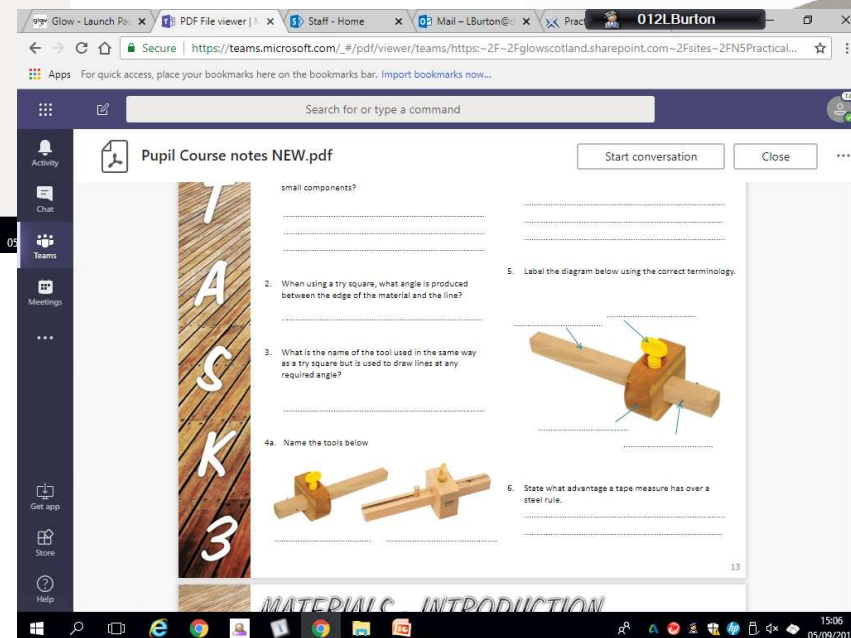 Glow - Launch Pa
PDF File viewer |
Staff - Home
Mail – LBurton@
Prac
012LBurton
Secure | https://teams.microsoft.com/_#/pdf/viewer/teams/https:~2F~2Fglowscotland.sharepoint.com~2Fsites~2FN5Practical...
Apps For quick access, place your bookmarks here on the bookmarks bar. Import bookmarks now...
Search for or type a command
Activity
Chat
05
Teams
Meetings
Get app
Store
Help
Pupil Course notes NEW.pdf
Start conversation
Close
TASK 3
small components?
2. When using a try square, what angle is produced
between the edge of the material and the line?
3. What is the name of the tool used in the same way
as a try square but is used to draw lines at any
required angle?
4a. Name the tools below
5. Label the diagram below using the correct terminology.
6. State what advantage a tape measure has over a
steel rule.
13
MATERIALS INTRODUCTION
15:06
05/09/201